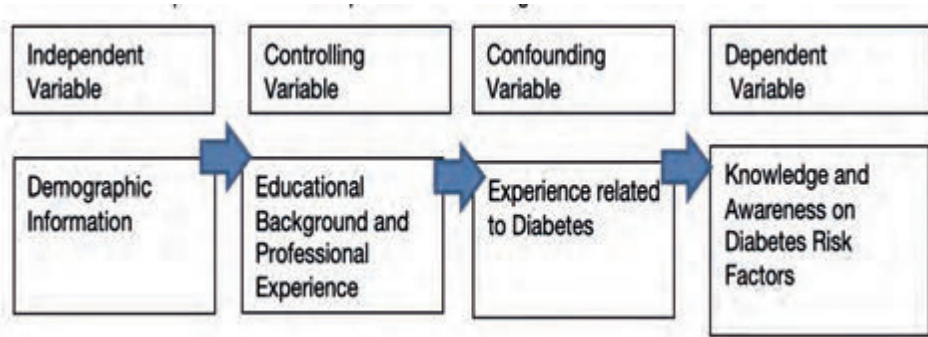 Independent
Variable
Controlling
Variable
Confounding
Variable
Dependent
Variable
Demographic
Information
Educational
Background and
Professional
Experience
Experience related
to Diabetes
Knowledge and
Awareness on
Diabetes Risk
Factors